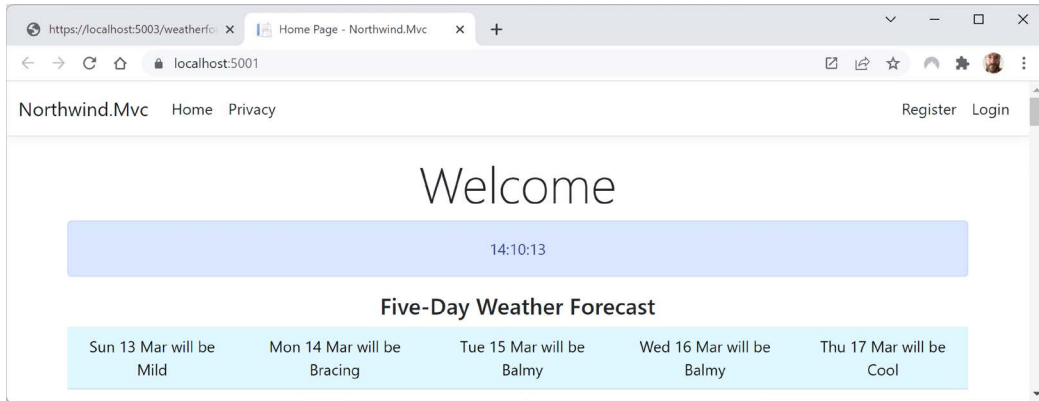 https://localhost:5003/weatherfo
Home Page - Northwind.Mvc
localhost:5001
Northwind.Mvc Home Privacy Register Login
Welcome
14:10:13
Five-Day Weather Forecast
Sun 13 Mar will be Mon 14 Mar will be Tue 15 Mar will be Wed 16 Mar will be Thu 17 Mar will be
Mild Bracing Balmy Balmy Cool